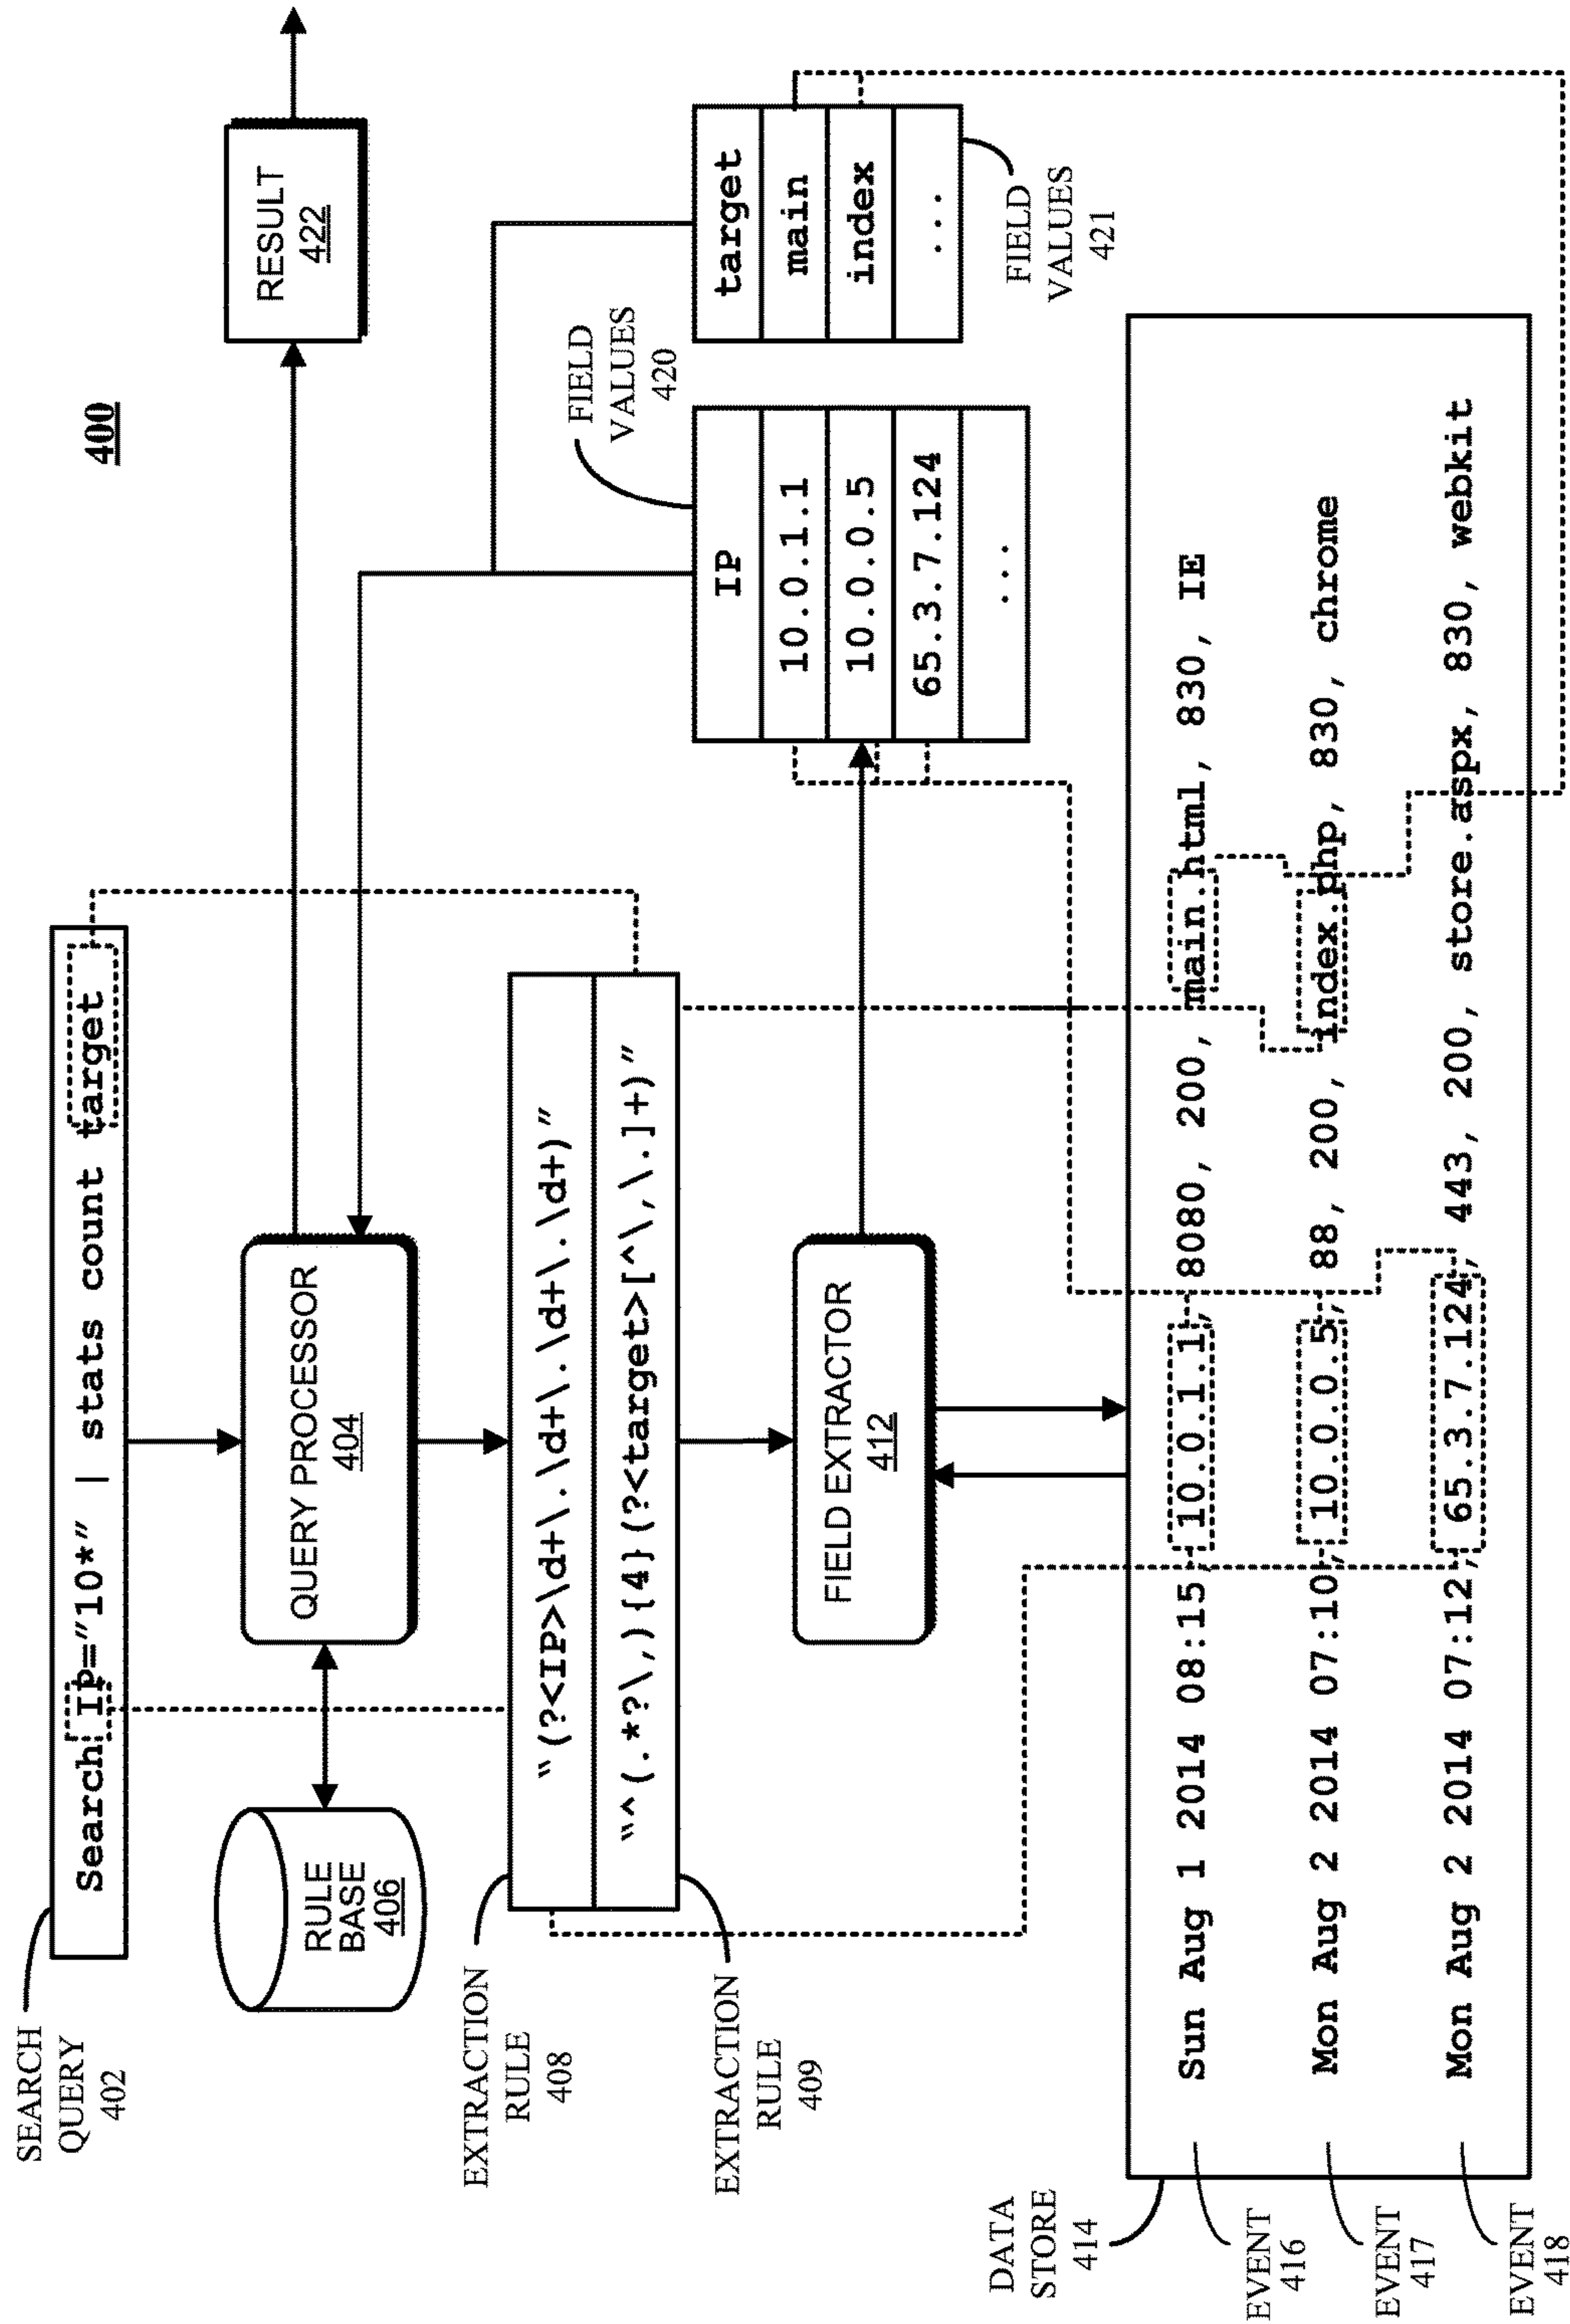 400
SEARCH
QUERY
402
Search IP="10*" | stats count target
RULE
BASE
406
QUERY PROCESSOR
404
RESULT
422
EXTRACTION
RULE
408
"(?<IP>\d+\.\d+\.\d+\.\d+)"
"^(.*?\,){4}(?<target>[^\,\.]+)"
EXTRACTION
RULE
409
FIELD EXTRACTOR
412
FIELD
VALUES
420
IP
10.0.1.1
10.0.0.5
65.3.7.124
...
target
main
index
...
FIELD
VALUES
421
DATA
STORE
414
Sun Aug 1 2014 08:15, 10.0.1.1, 8080, 200, main.html, 830, IE
Mon Aug 2 2014 07:10, 10.0.0.5, 88, 200, index.php, 830, chrome
Mon Aug 2 2014 07:12, 65.3.7.124, 443, 200, store.aspx, 830, webkit
EVENT
416
EVENT
417
EVENT
418